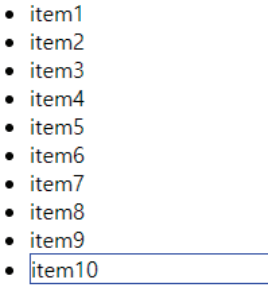 • item1
• item2
• item3
• item4
• item5
• item6
• item7
• item8
• item9
• item10